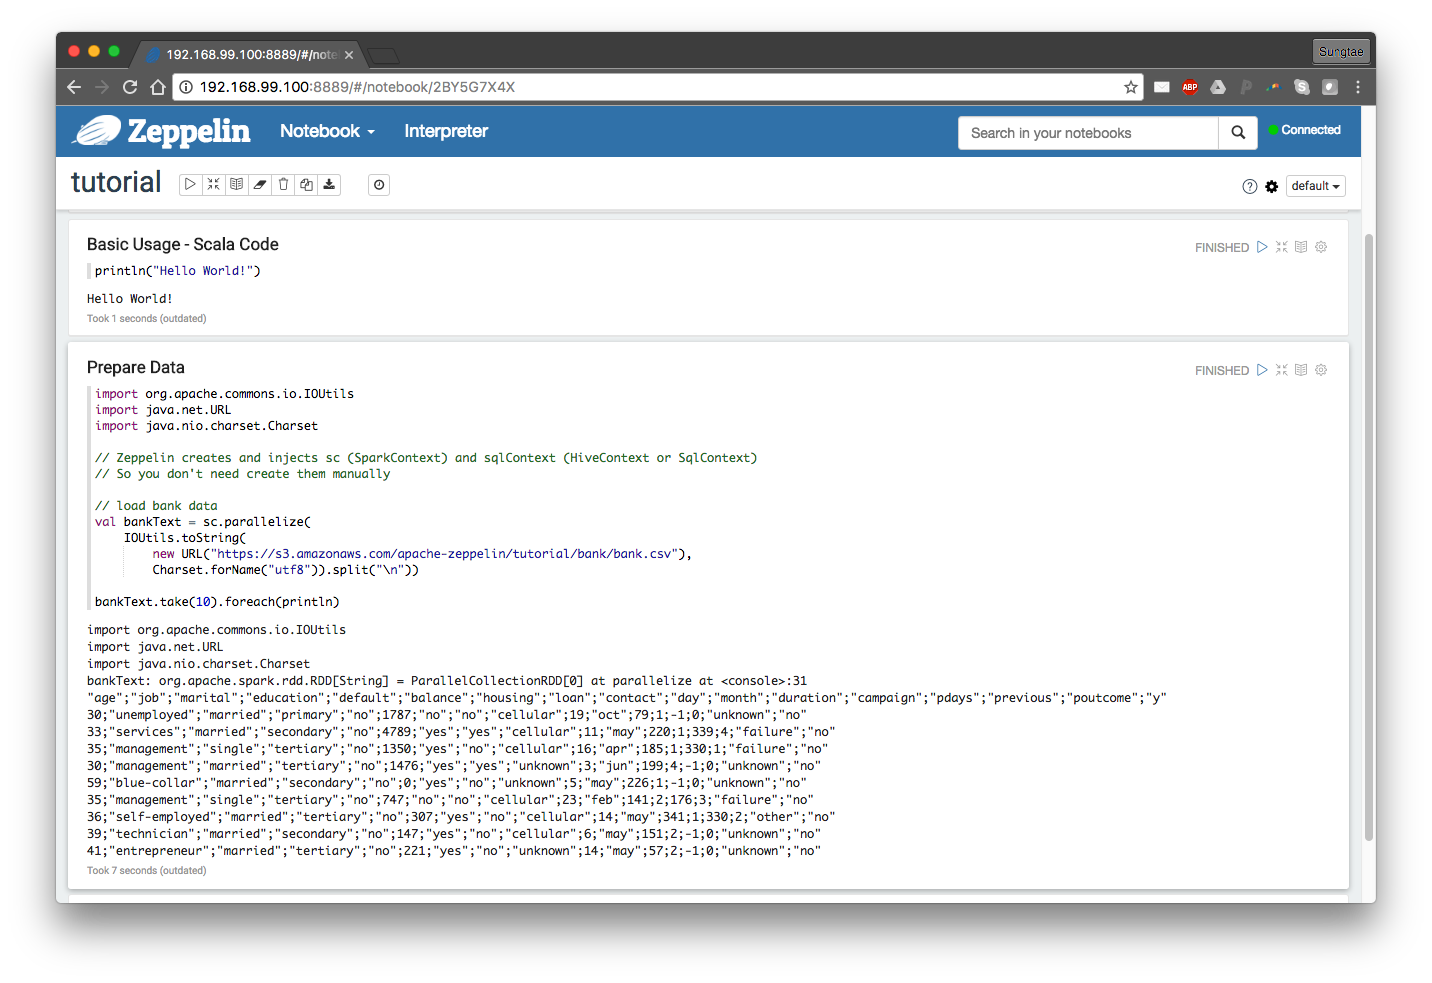 192.168.99.100:8889/#/note
Sungtae
192.168.99.100:8889/#/notebook/2BY5G7X4X
ABP
Zeppelin
Notebook
Interpreter
Search in your notebooks
Connected
tutorial
default
Basic Usage - Scala Code
FINISHED
println("Hello World!")
Hello World!
Took 1 seconds (outdated)
Prepare Data
FINISHED
import org.apache.commons.io.IOUtils
import java.net.URL
import java.nio.charset.Charset
// Zeppelin creates and injects sc (SparkContext) and sqlContext (HiveContext or SqlContext)
// So you don't need create them manually
// load bank data
val bankText = sc.parallelize(
IOUtils.toString(
new URL("https://s3.amazonaws.com/apache-zeppelin/tutorial/bank/bank.csv"),
Charset.forName("utf8")).split("\n"))
bankText.take(10).foreach(println)
import org.apache.commons.io.IOUtils
import java.net.URL
import java.nio.charset.Charset
bankText: org.apache.spark.rdd.RDD[String] = ParallelCollectionRDD[0] at parallelize at <console>:31
"age";"job";"marital";"education";"default";"balance";"housing";"loan";"contact";"day";"month";"duration";"campaign";"pdays";"previous";"poutcome";"y"
30;"unemployed";"married";"primary";"no";1787;"no";"no";"cellular";19;"oct";79;1;-1;0;"unknown";"no"
33;"services";"married";"secondary";"no";4789;"yes";"yes";"cellular";11;"may";220;1;339;4;"failure";"no"
35;"management";"single";"tertiary";"no";1350;"yes";"no";"cellular";16;"apr";185;1;330;1;"failure";"no"
30;"management";"married";"tertiary";"no";1476;"yes";"yes";"unknown";3;"jun";199;4;-1;0;"unknown";"no"
59;"blue-collar";"married";"secondary";"no";0;"yes";"no";"unknown";5;"may";226;1;-1;0;"unknown";"no"
35;"management";"single";"tertiary";"no";747;"no";"no";"cellular";23;"feb";141;2;176;3;"failure";"no"
36;"self-employed";"married";"tertiary";"no";307;"yes";"no";"cellular";14;"may";341;1;330;2;"other";"no"
39;"technician";"married";"secondary";"no";147;"yes";"no";"cellular";6;"may";151;2;-1;0;"unknown";"no"
41;"entrepreneur";"married";"tertiary";"no";221;"yes";"no";"unknown";14;"may";57;2;-1;0;"unknown";"no"
Took 7 seconds (outdated)